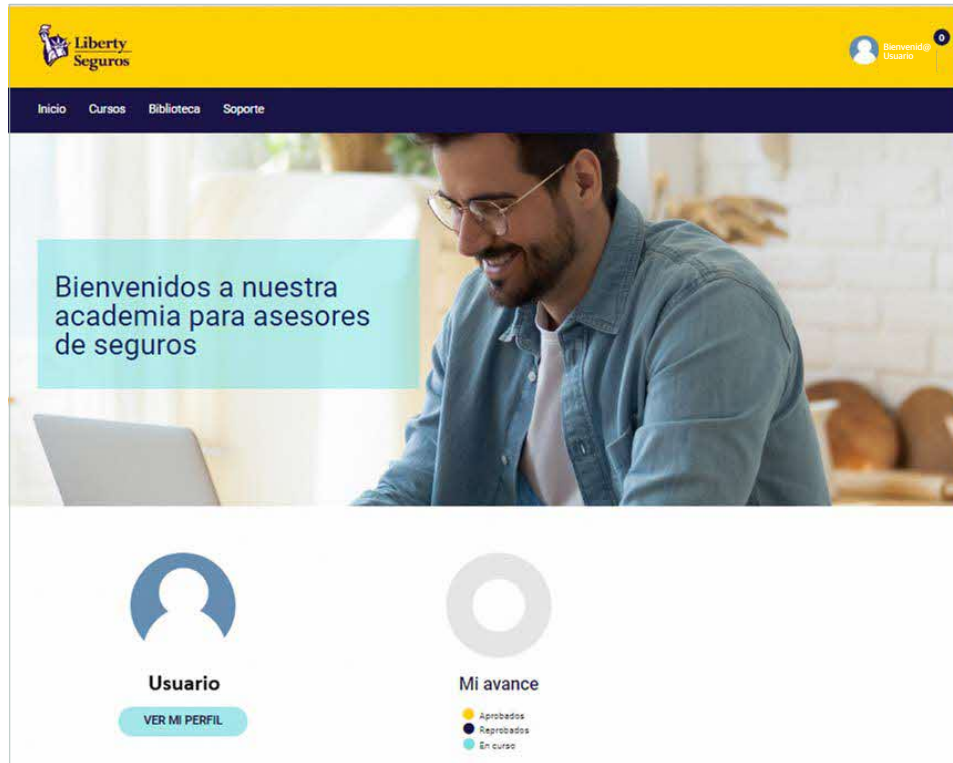 Liberty
Seguros
Bienvenid@
Usuario
0
Inicio Cursos Biblioteca Soporte
Bienvenidos a nuestra
academia para asesores
de seguros
Usuario
VER MI PERFIL
Mi avance
Aprobados
Reprobados
En curso